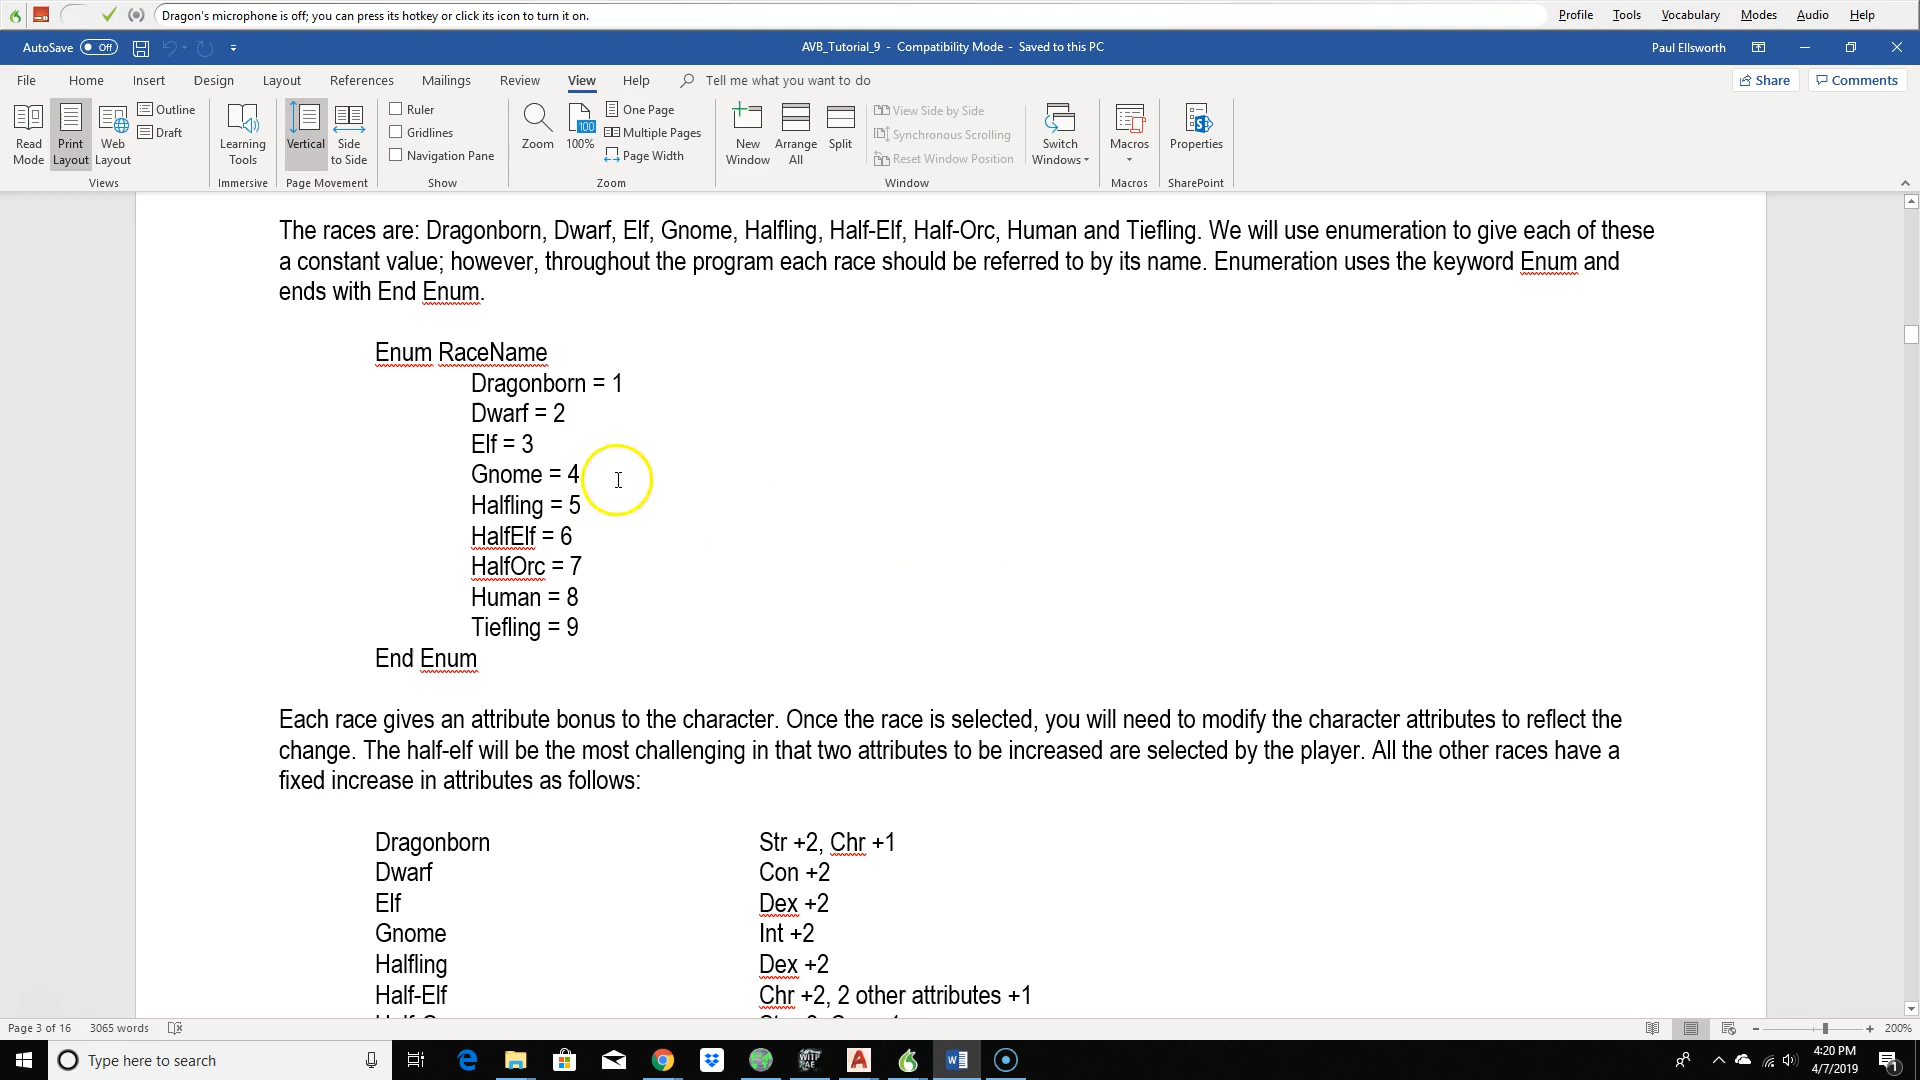 Dragon's microphone is off; you can press its hotkey or click its icon to turn it on.
Profile Tools Vocabulary Modes Audio Help
AutoSave Off
AVB_Tutorial_9 - Compatibility Mode - Saved to this PC
Paul Ellsworth
File Home Insert Design Layout References Mailings Review View Help Tell me what you want to do Share Comments
Read Mode
Print Layout
Web Layout
Outline
Draft
Views
Learning Tools
Immersive
Vertical
Side to Side
Page Movement
Ruler
Gridlines
Navigation Pane
Show
Zoom
100
100%
One Page
Multiple Pages
Page Width
Zoom
New Window
Arrange All
Split
View Side by Side
Synchronous Scrolling
Reset Window Position
Switch Windows
Window
Macros
Macros
Properties
SharePoint
The races are: Dragonborn, Dwarf, Elf, Gnome, Halfling, Half-Elf, Half-Orc, Human and Tiefling. We will use enumeration to give each of these
a constant value; however, throughout the program each race should be referred to by its name. Enumeration uses the keyword Enum and
ends with End Enum.
Enum RaceName
Dragonborn = 1
Dwarf = 2
Elf = 3
Gnome = 4
Halfling = 5
HalfElf = 6
HalfOrc = 7
Human = 8
Tiefling = 9
End Enum
Each race gives an attribute bonus to the character. Once the race is selected, you will need to modify the character attributes to reflect the
change. The half-elf will be the most challenging in that two attributes to be increased are selected by the player. All the other races have a
fixed increase in attributes as follows:
Dragonborn Str +2, Chr +1
Dwarf Con +2
Elf Dex +2
Gnome Int +2
Halfling Dex +2
Half-Elf Chr +2, 2 other attributes +1
Page 3 of 16 3065 words 200%
Type here to search
4:20 PM
4/7/2019